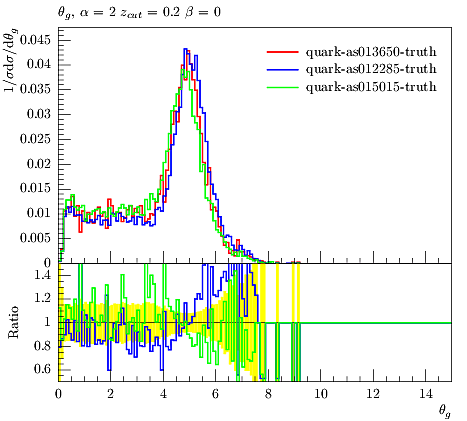 θg, α = 2 zcut = 0.2 β = 0
1/σdσ/dθg
0.045
0.04
0.035
0.03
0.025
0.02
0.015
0.01
0.005
0
quark-as013650-truth
quark-as012285-truth
quark-as015015-truth
Ratio
1.4
1.2
1
0.8
0.6
0 2 4 6 8 10 12 14
θg